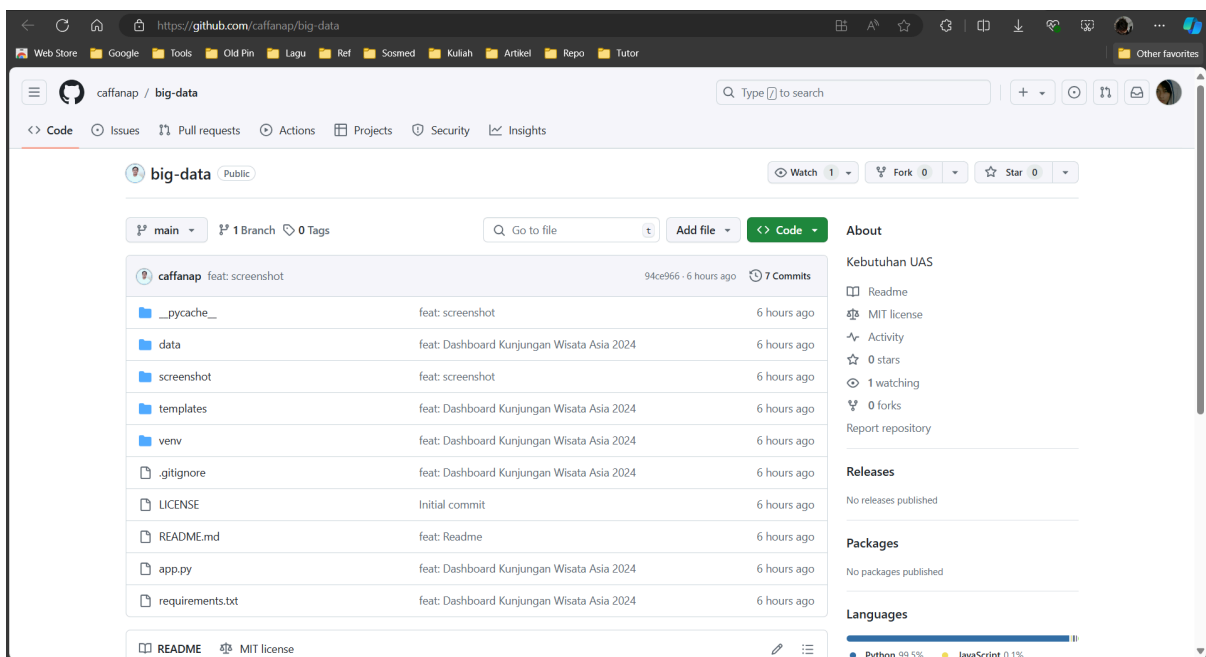 https://github.com/caffanap/big-data
Web Store Google Tools Old Pin Lagu Ref Sosmed Kuliah Artikel Repo Tutor Other favorites
caffanap / big-data
Type / to search
Code Issues Pull requests Actions Projects Security Insights
big-data Public
Watch 1 Fork 0 Star 0
main 1 Branch 0 Tags Go to file t Add file Code
About
Kebutuhan UAS
Readme
MIT license
Activity
0 stars
1 watching
0 forks
Report repository
caffanap feat: screenshot 94ce966 · 6 hours ago 7 Commits
__pycache__ feat: screenshot 6 hours ago
data feat: Dashboard Kunjungan Wisata Asia 2024 6 hours ago
screenshot feat: screenshot 6 hours ago
templates feat: Dashboard Kunjungan Wisata Asia 2024 6 hours ago
venv feat: Dashboard Kunjungan Wisata Asia 2024 6 hours ago
.gitignore feat: Dashboard Kunjungan Wisata Asia 2024 6 hours ago
LICENSE Initial commit 6 hours ago
README.md feat: Readme 6 hours ago
app.py feat: Dashboard Kunjungan Wisata Asia 2024 6 hours ago
requirements.txt feat: Dashboard Kunjungan Wisata Asia 2024 6 hours ago
Releases
No releases published
Packages
No packages published
Languages
Python 99.5% JavaScript 0.1%
README MIT license